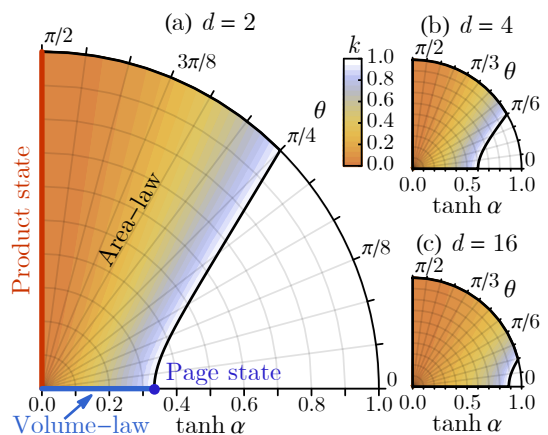 (a) d = 2
π/2
3π/8
θ
π/4
π/8
0
Product state
Area-law
Page state
Volume-law
0.0 0.2 0.4 0.6 0.8 1.0
tanh α
k
1.0
0.8
0.6
0.4
0.2
0.0
(b) d = 4
π/2
π/3
θ
π/6
0
0.0 0.5 1.0
tanh α
(c) d = 16
π/2
π/3
θ
π/6
0
0.0 0.5 1.0
tanh α